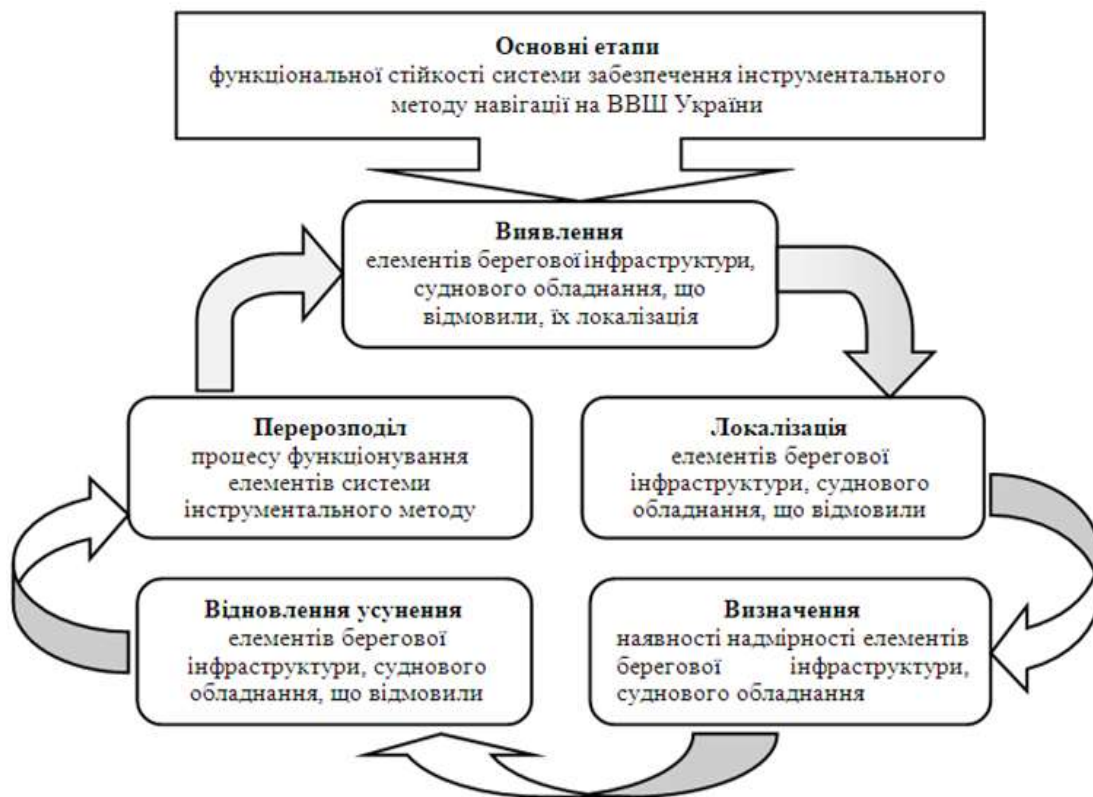 Основні етапи
функціональної стійкості системи забезпечення інструментального
методу навігації на ВВШ України
Виявлення
елементів берегової інфраструктури,
суднового обладнання, що
відмовили, їх локалізація
Перерозподіл
процесу функціонування
елементів системи
інструментального методу
Локалізація
елементів берегової
інфраструктури, суднового
обладнання, що відмовили
Відновлення усунення
елементів берегової
інфраструктури, суднового
обладнання, що відмовили
Визначення
наявності надмірності елементів
берегової інфраструктури,
суднового обладнання